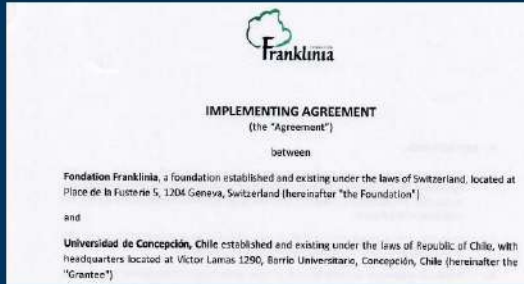 Franklinia
IMPLEMENTING AGREEMENT
(the "Agreement")
between
Fondation Franklinia, a foundation established and existing under the laws of Switzerland, located at
Place de la Fusterie 5, 1204 Geneva, Switzerland (hereinafter "the Foundation")
and
Universidad de Concepción, Chile established and existing under the laws of Republic of Chile, with
headquarters located at Victor Lamas 1290, Barrio Universitario, Concepción, Chile (hereinafter the
"Grantee")